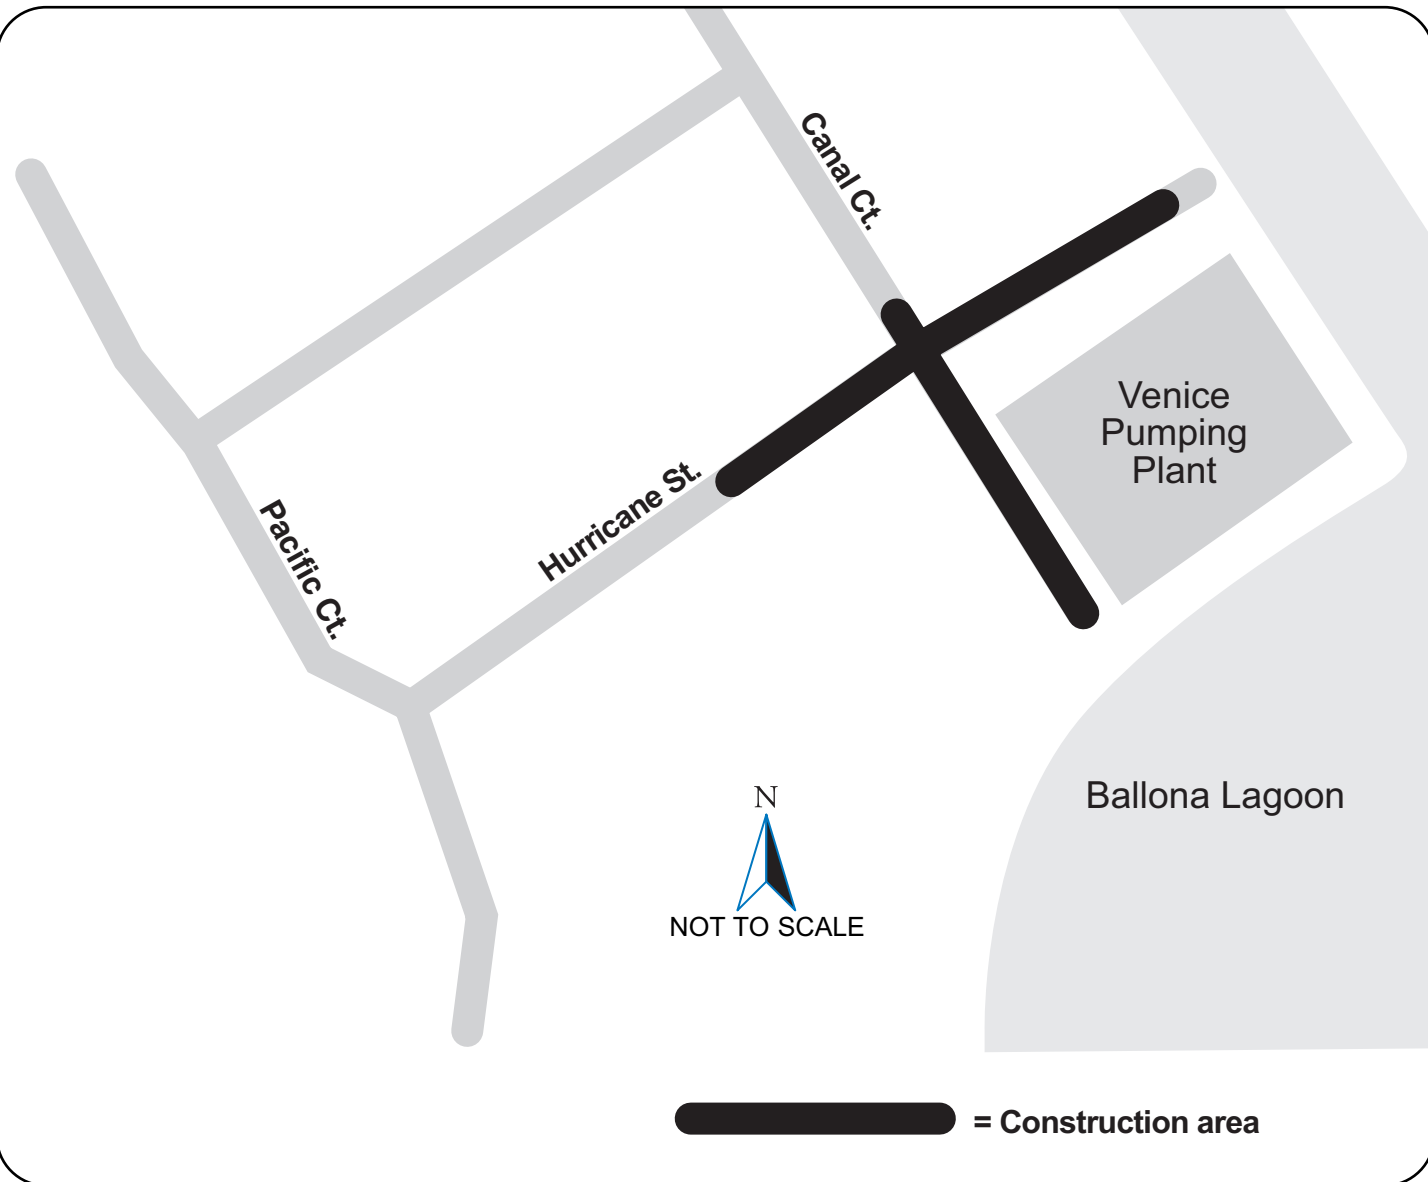 Canal Ct.
Venice
Pumping
Plant
Hurricane St.
Pacific Ct.
N
NOT TO SCALE
Ballona Lagoon
= Construction area